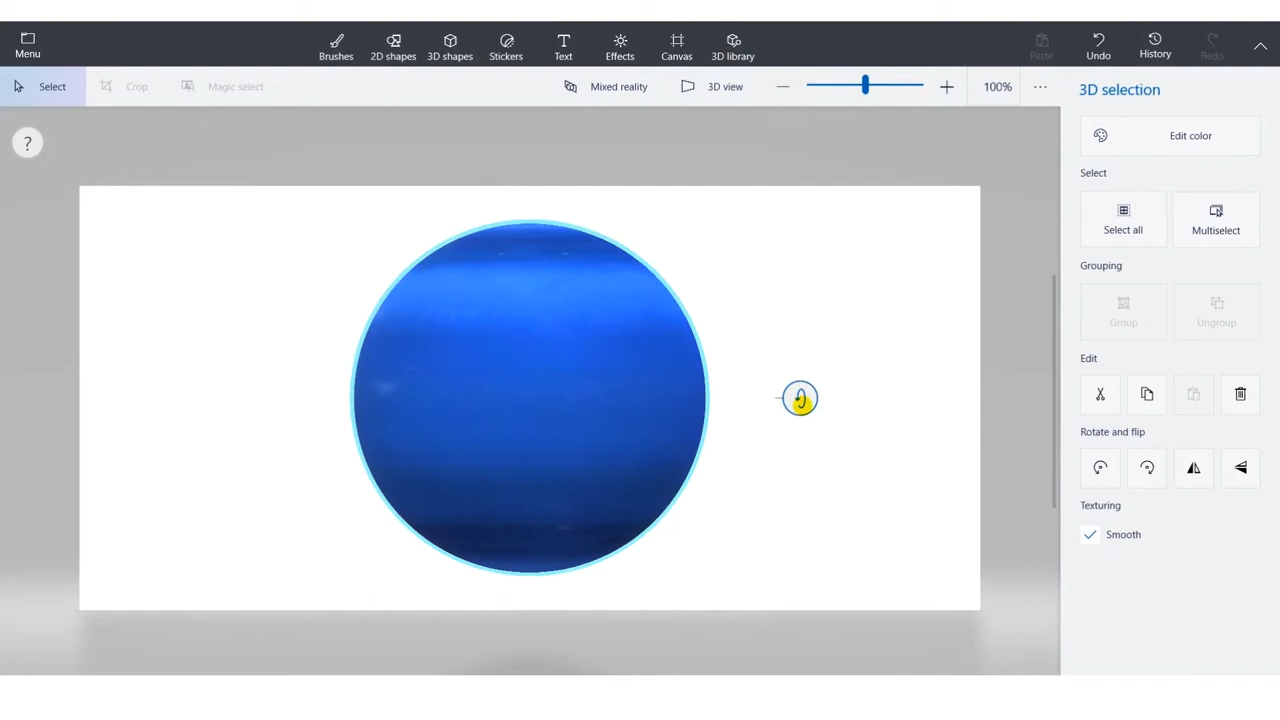 Menu
Brushes
2D shapes
3D shapes
Stickers
Text
Effects
Canvas
3D library
Paste
Undo
History
Redo
Select
Crop
Magic select
Mixed reality
3D view
100%
?
3D selection
Edit color
Select
Select all
Multiselect
Grouping
Group
Ungroup
Edit
Rotate and flip
Texturing
Smooth